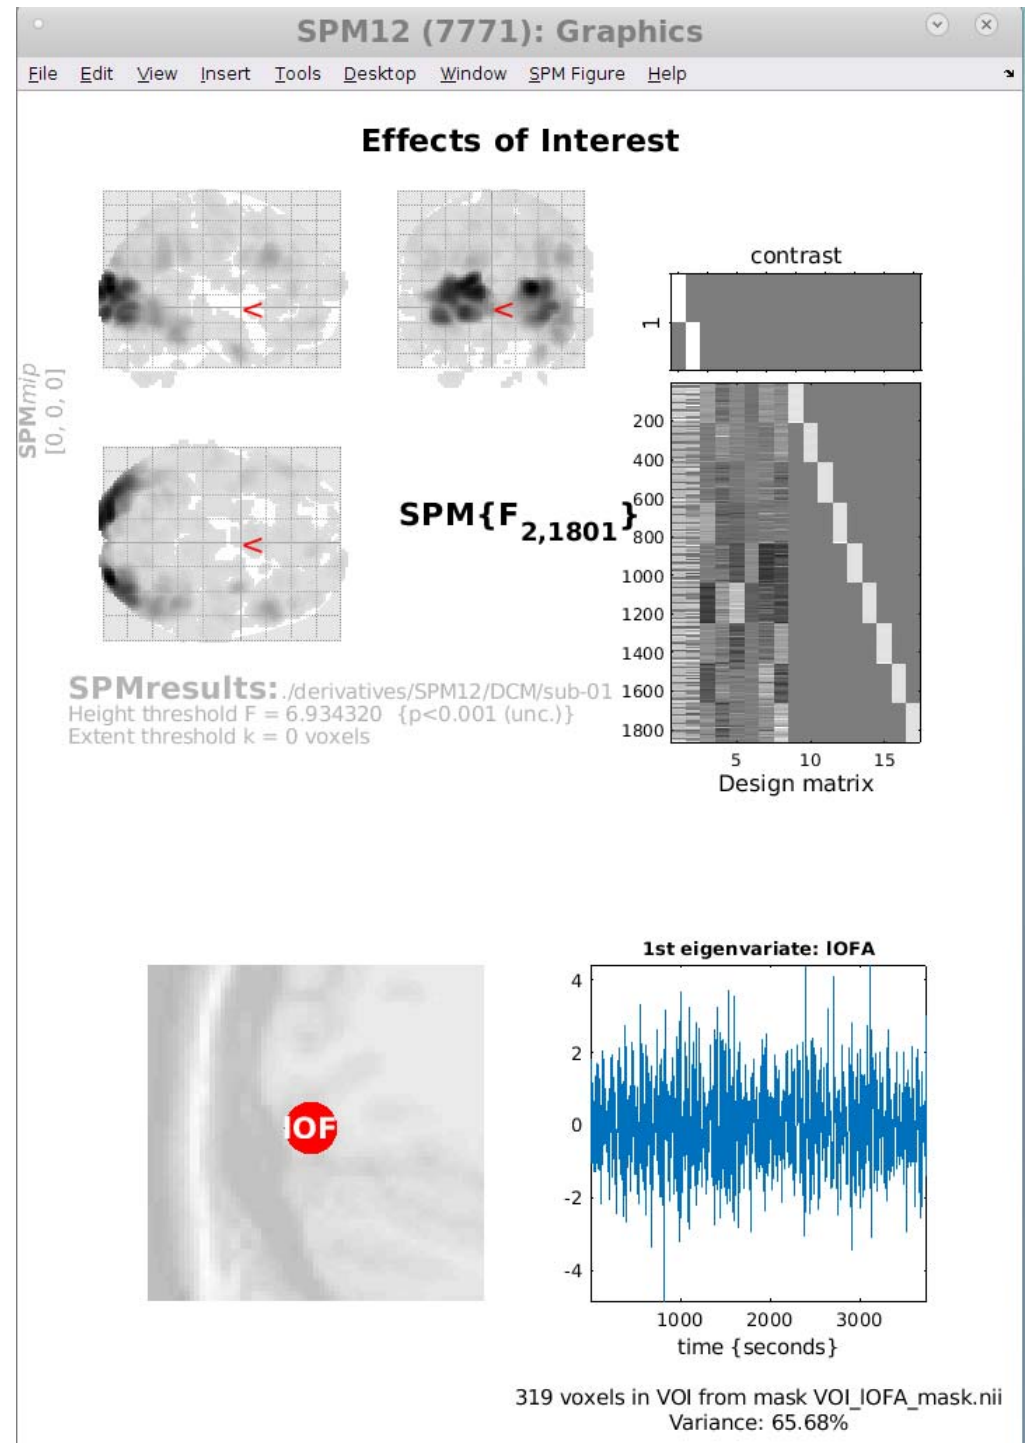 SPM12 (7771): Graphics
File Edit View Insert Tools Desktop Window SPM Figure Help
Effects of Interest
SPMmip
[0, 0, 0]
<
<
<
contrast
1
SPM{F2,1801}
200
400
600
800
1000
1200
1400
1600
1800
5 10 15
Design matrix
SPMresults: ./derivatives/SPM12/DCM/sub-01
Height threshold F = 6.934320 {p<0.001 (unc.)}
Extent threshold k = 0 voxels
lOF
1st eigenvariate: lOFA
4
2
0
-2
-4
1000 2000 3000
time {seconds}
319 voxels in VOI from mask VOI_lOFA_mask.nii
Variance: 65.68%